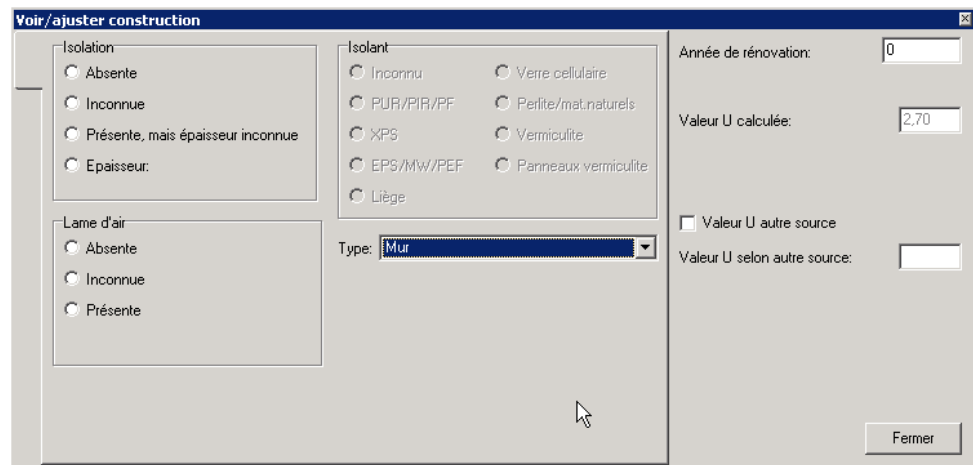 Voir/ajuster construction
Isolation
Absente
Inconnue
Présente, mais épaisseur inconnue
Epaisseur:
Lame d'air
Absente
Inconnue
Présente
Isolant
Inconnu
PUR/PIR/PF
XPS
EPS/MW/PEF
Liège
Verre cellulaire
Perlite/mat.naturels
Vermiculite
Panneaux vermiculite
Type: Mur
Année de rénovation: 0
Valeur U calculée: 2,70
Valeur U autre source
Valeur U selon autre source:
Fermer